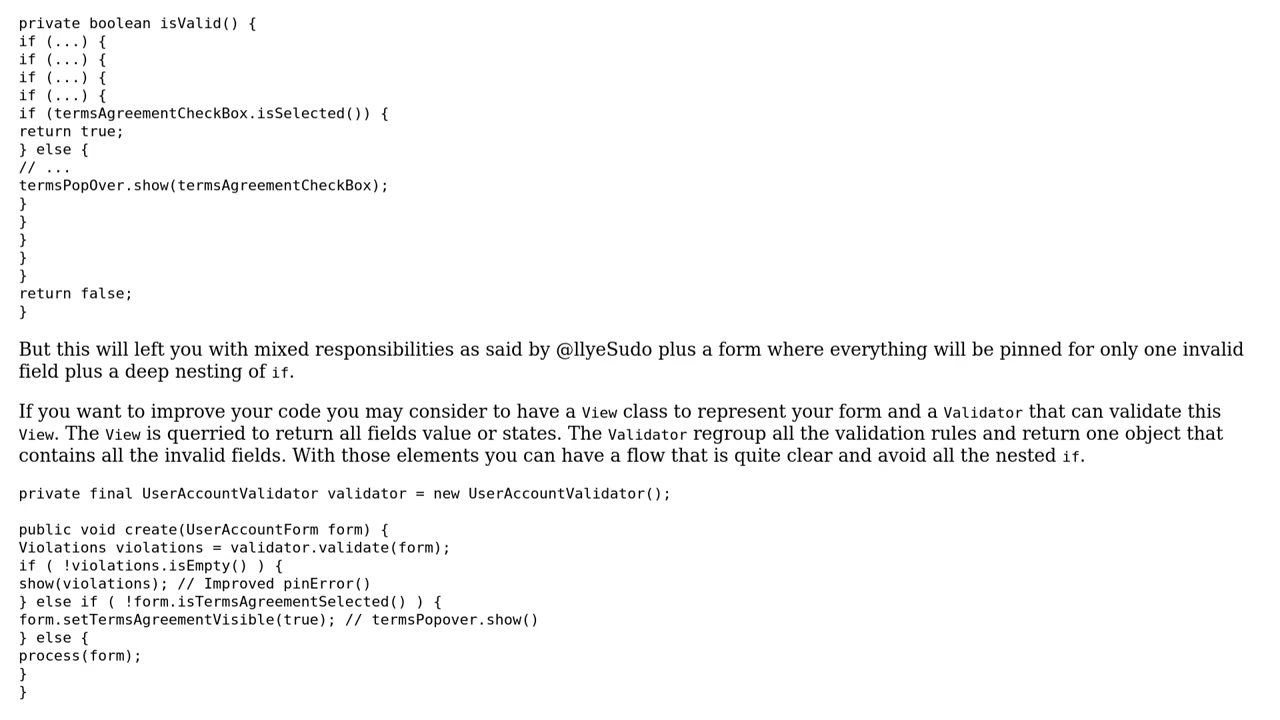 private boolean isValid() {
if (...) {
if (...) {
if (...) {
if (...) {
if (termsAgreementCheckBox.isSelected()) {
return true;
} else {
// ...
termsPopOver.show(termsAgreementCheckBox);
}
}
}
}
}
return false;
}
But this will left you with mixed responsibilities as said by @llyeSudo plus a form where everything will be pinned for only one invalid
field plus a deep nesting of if.
If you want to improve your code you may consider to have a View class to represent your form and a Validator that can validate this
View. The View is querried to return all fields value or states. The Validator regroup all the validation rules and return one object that
contains all the invalid fields. With those elements you can have a flow that is quite clear and avoid all the nested if.
private final UserAccountValidator validator = new UserAccountValidator();
public void create(UserAccountForm form) {
Violations violations = validator.validate(form);
if ( !violations.isEmpty() ) {
show(violations); // Improved pinError()
} else if ( !form.isTermsAgreementSelected() ) {
form.setTermsAgreementVisible(true); // termsPopover.show()
} else {
process(form);
}
}